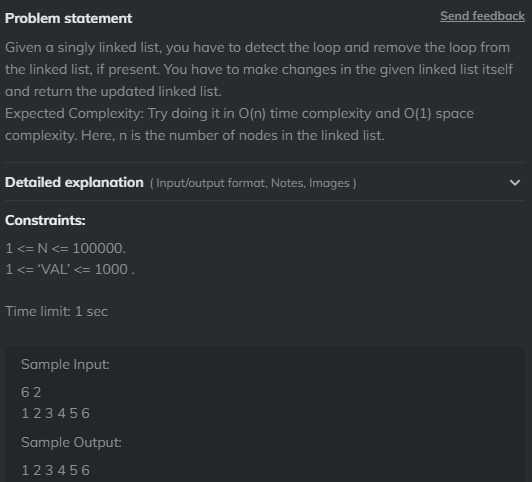 Problem statement
Send feedback
Given a singly linked list, you have to detect the loop and remove the loop from
the linked list, if present. You have to make changes in the given linked list itself
and return the updated linked list.
Expected Complexity: Try doing it in O(n) time complexity and O(1) space
complexity. Here, n is the number of nodes in the linked list.
Detailed explanation ( Input/output format, Notes, Images )
Constraints:
1 <= N <= 100000.
1 <= ‘VAL’ <= 1000 .
Time limit: 1 sec
Sample Input:
6 2
1 2 3 4 5 6
Sample Output:
1 2 3 4 5 6